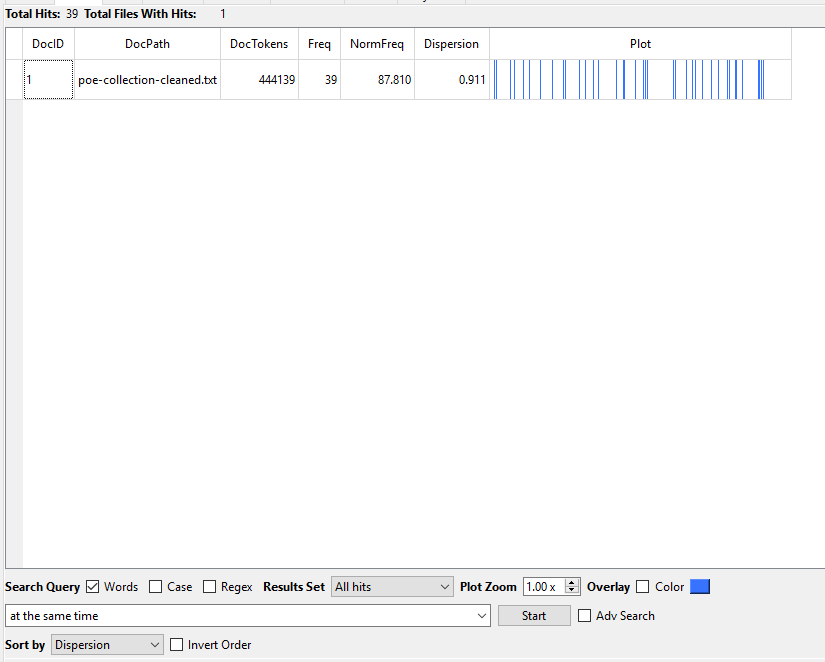 Total Hits: 39 Total Files With Hits: 1
DocID DocPath DocTokens Freq NormFreq Dispersion Plot
1 poe-collection-cleaned.txt 444139 39 87.810 0.911
Search Query Words Case Regex Results Set All hits Plot Zoom 1.00 x Overlay Color
at the same time Start Adv Search
Sort by Dispersion Invert Order